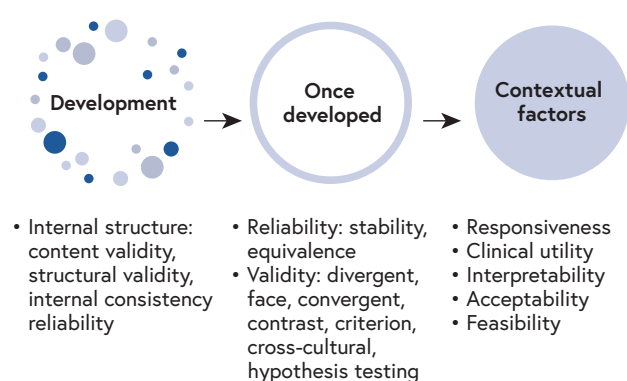 Development
Once
developed
Contextual
factors
• Internal structure:
content validity,
structural validity,
internal consistency
reliability
• Reliability: stability,
equivalence
• Validity: divergent,
face, convergent,
contrast, criterion,
cross-cultural,
hypothesis testing
• Responsiveness
• Clinical utility
• Interpretability
• Acceptability
• Feasibility